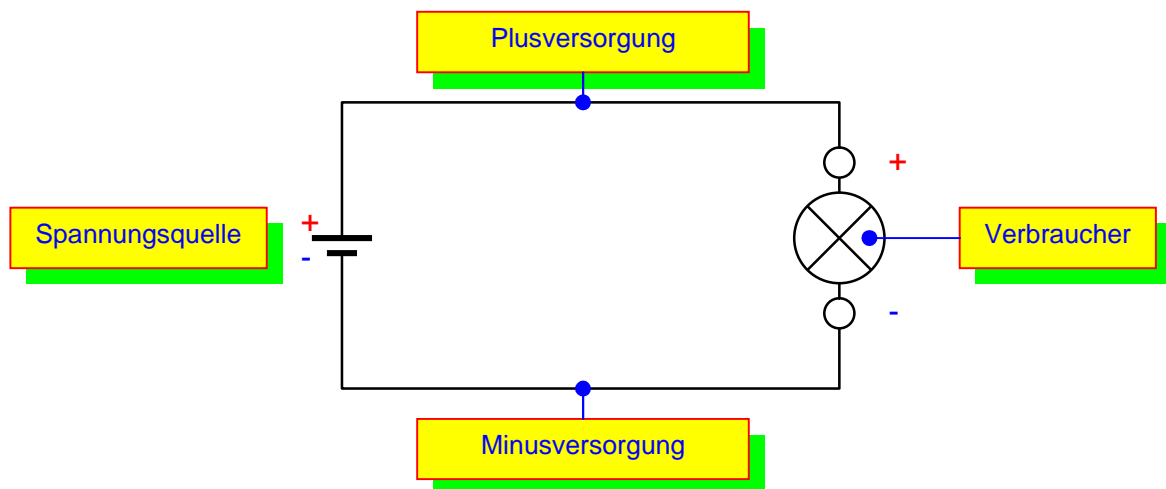 Plusversorgung
+
Spannungsquelle
+
-
Verbraucher
-
Minusversorgung